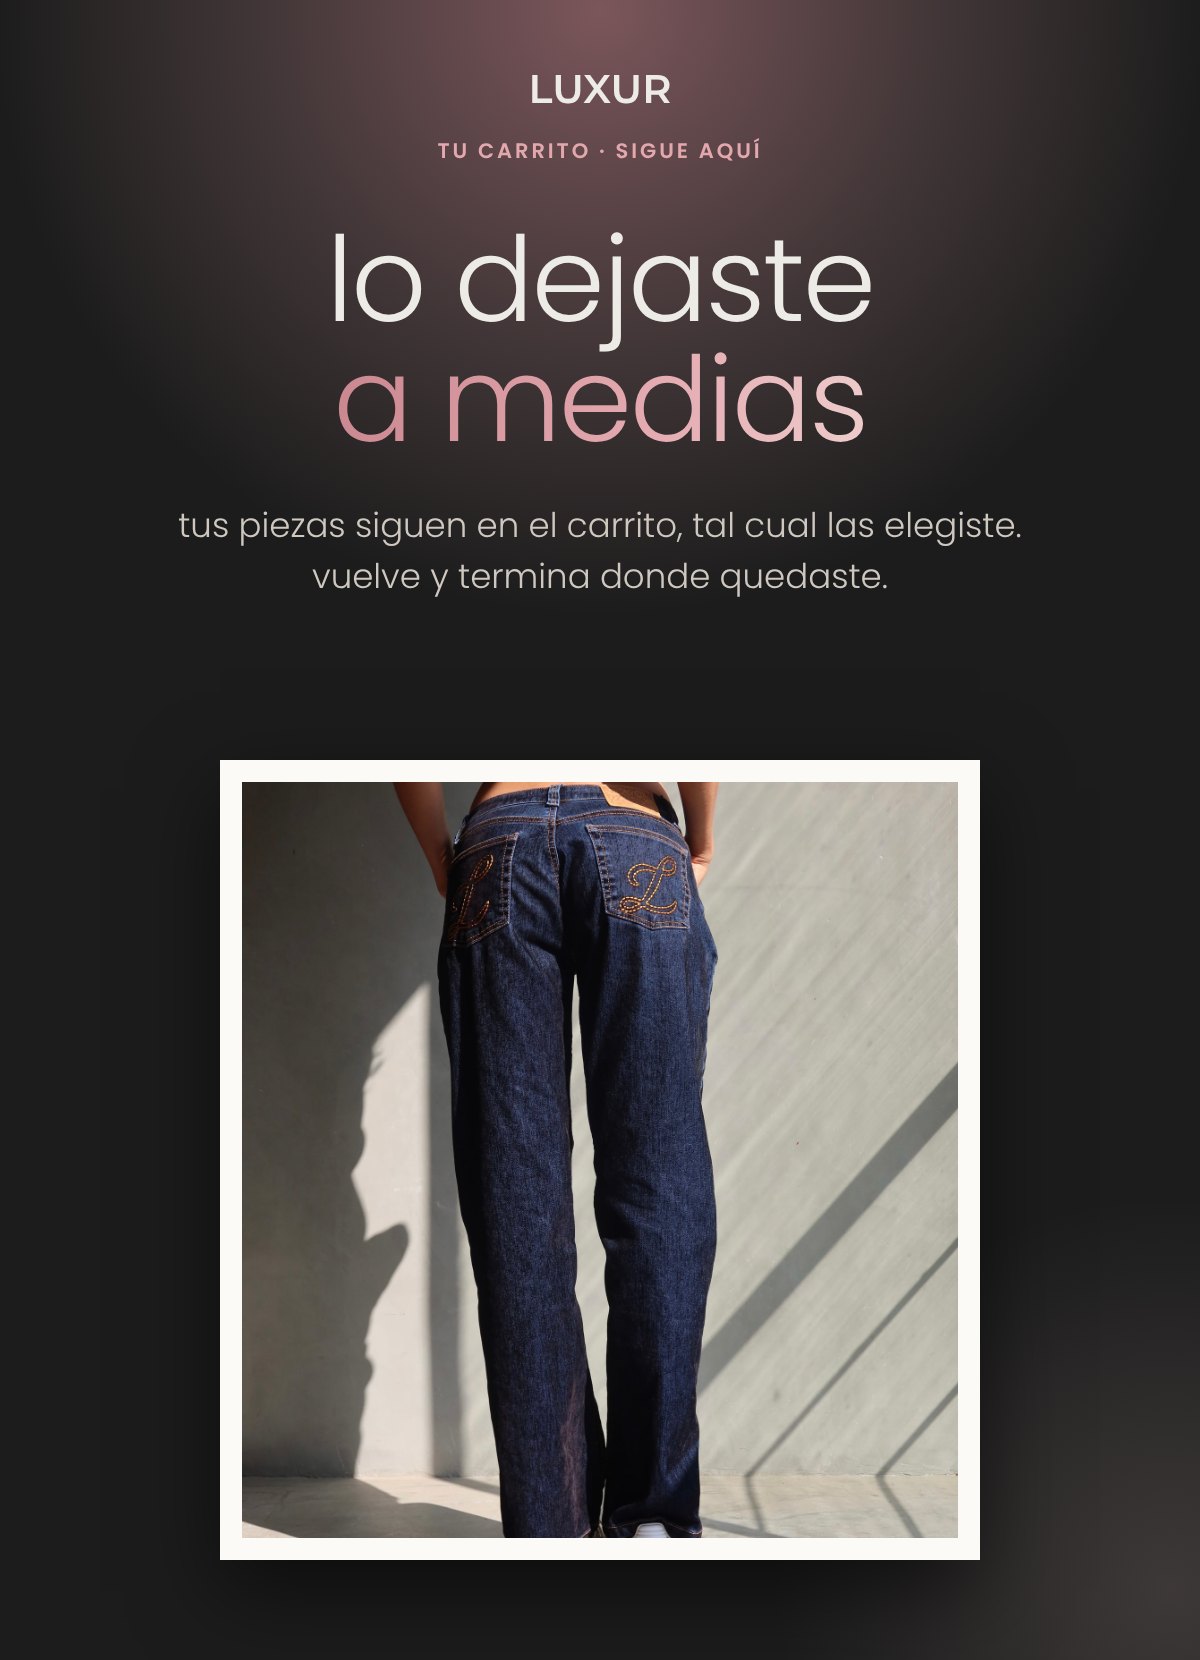 LUXUR
TU CARRITO · SIGUE AQUÍ
lo dejaste
a medias
tus piezas siguen en el carrito, tal cual las elegiste.
vuelve y termina donde quedaste.
L L